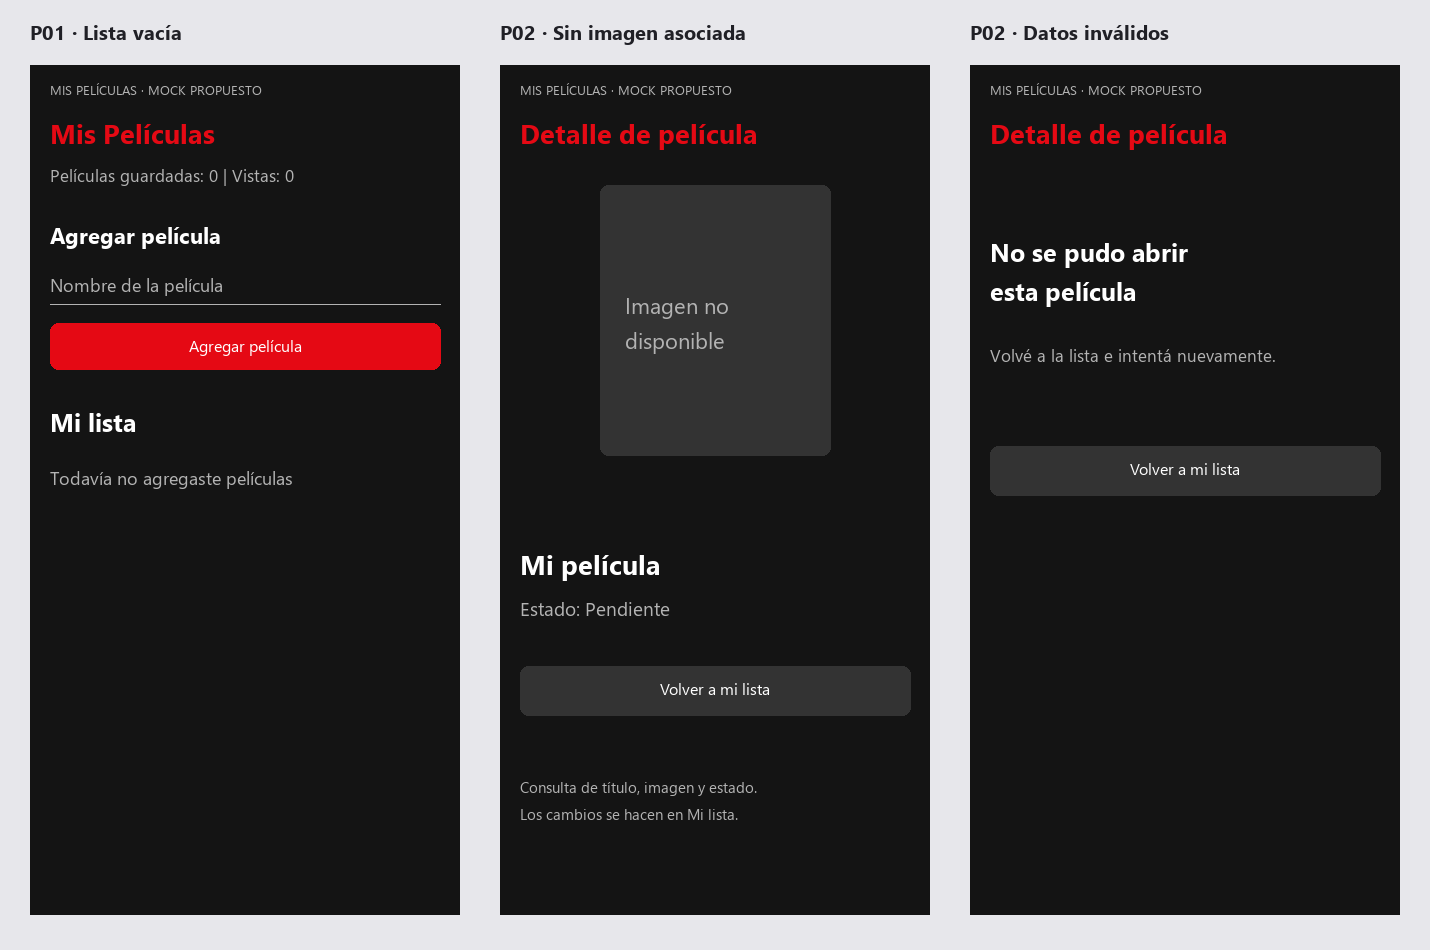 P01 · Lista vacía
MIS PELÍCULAS · MOCK PROPUESTO
Mis Películas
Películas guardadas: 0 | Vistas: 0
Agregar película
Nombre de la película
Agregar película
Mi lista
Todavía no agregaste películas
P02 · Sin imagen asociada
MIS PELÍCULAS · MOCK PROPUESTO
Detalle de película
Imagen no
disponible
Mi película
Estado: Pendiente
Volver a mi lista
Consulta de título, imagen y estado.
Los cambios se hacen en Mi lista.
P02 · Datos inválidos
MIS PELÍCULAS · MOCK PROPUESTO
Detalle de película
No se pudo abrir
esta película
Volvé a la lista e intentá nuevamente.
Volver a mi lista